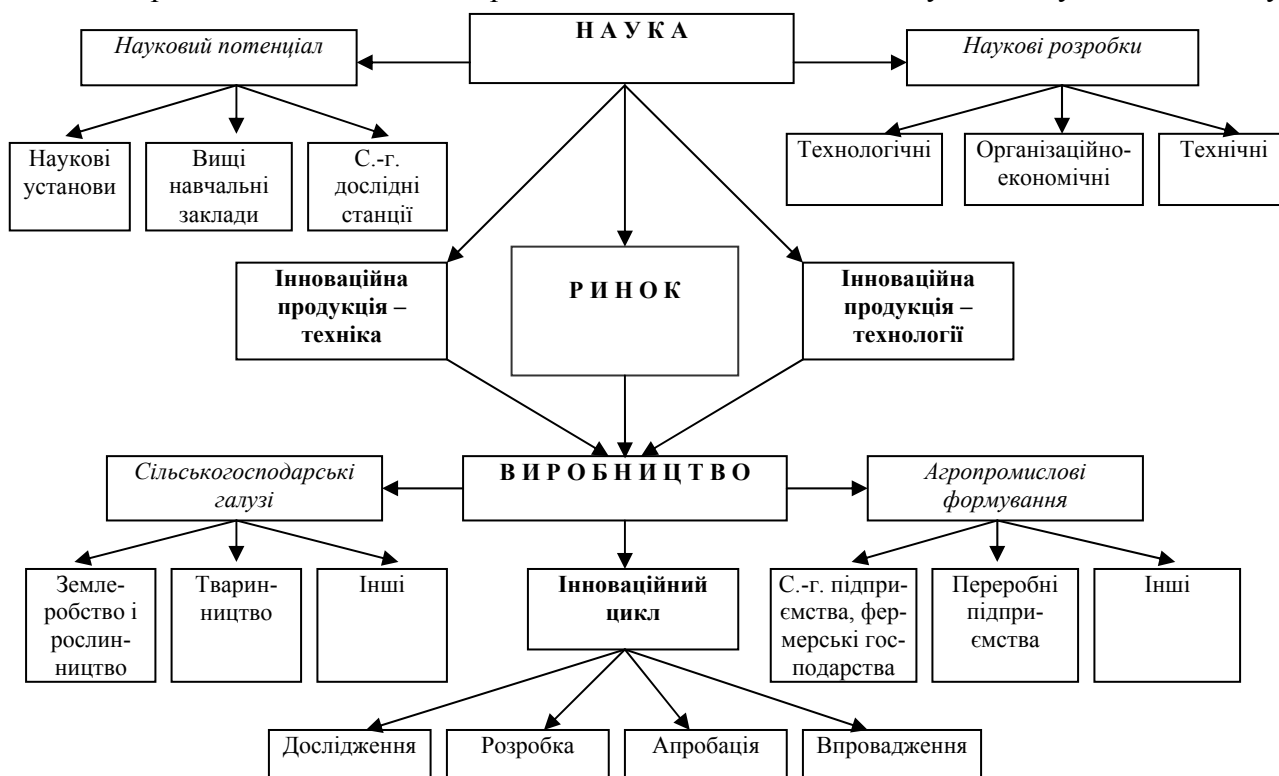 Н А У К А
Науковий потенціал
Наукові розробки
Наукові
установи
Вищі
навчальні
заклади
С.-г.
дослідні
станції
Технологічні
Організаційно-
економічні
Технічні
Інноваційна
продукція –
техніка
Р И Н О К
Інноваційна
продукція –
технології
Сільськогосподарські
галузі
В И Р О Б Н И Ц Т В О
Агропромислові
формування
Земле-
робство і
рослин-
ництво
Тварин-
ництво
Інші
Інноваційний
цикл
С.-г. підпри-
ємства, фер-
мерські гос-
подарства
Переробні
підпри-
ємства
Інші
Дослідження
Розробка
Апробація
Впровадження